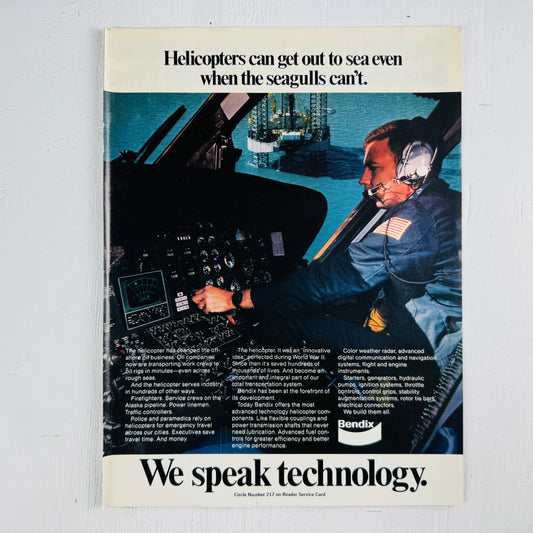 Helicopters can get out to sea even
when the seagulls can't.
The helicopter has changed the off-
shore oil business. Oil companies
now are transporting work crews to
oil rigs in minutes—even across
rough seas.
And the helicopter serves industry
in hundreds of other ways.
Firefighters. Service crews on the
Alaska pipeline. Power linemen.
Traffic controllers.
Police and paramedics rely on
helicopters for emergency travel
across our cities. Executives save
travel time. And money.
The helicopter. It was an "innovative
idea" perfected during World War II.
Since then it's saved hundreds of
thousands of lives. And become an
important and integral part of our
total transportation system.
Bendix has been at the forefront of
its development.
Today Bendix offers the most
advanced technology helicopter com-
ponents. Like flexible couplings and
power transmission shafts that never
need lubrication. Advanced fuel con-
trols for greater efficiency and better
engine performance.
Color weather radar, advanced
digital communication and navigation
systems, flight and engine
instruments.
Starters, generators, hydraulic
pumps, ignition systems, throttle
controls, control grips, stability
augmentation systems, rotor tie bars,
electrical connectors.
We build them all.
Bendix
We speak technology.
Circle Number 217 on Reader Service Card